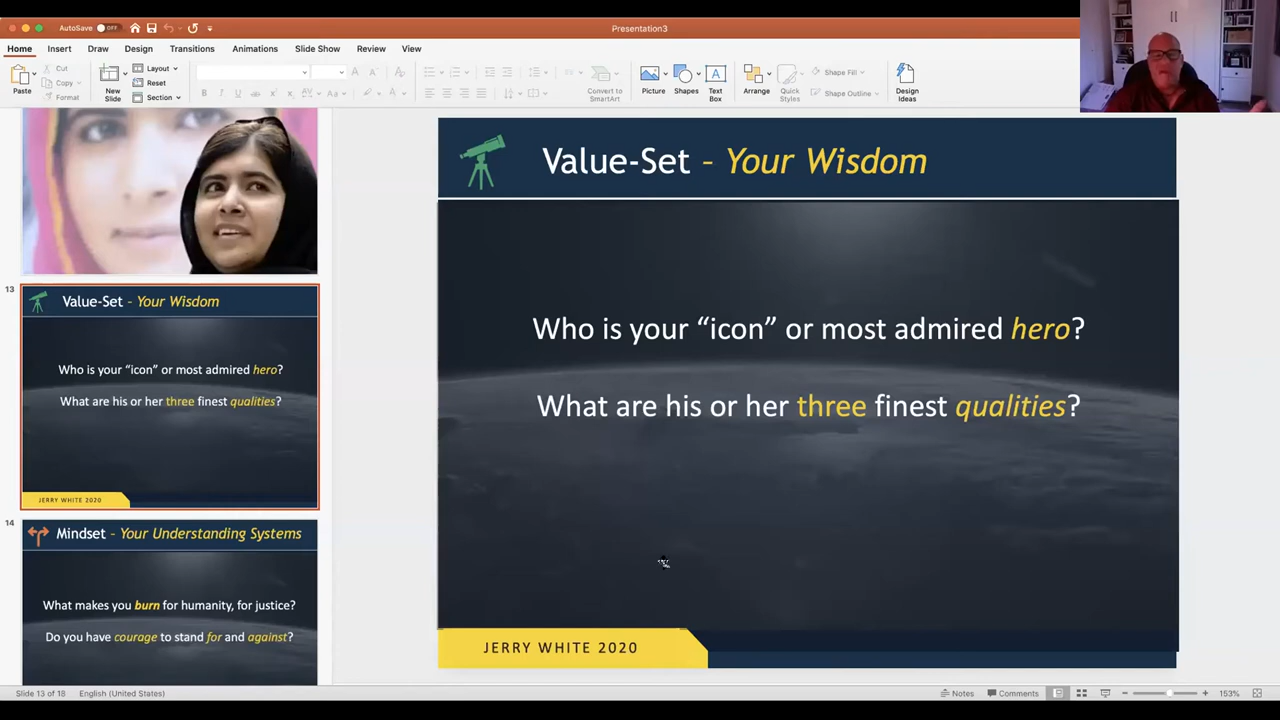 AutoSave OFF
Presentation3
Home Insert Draw Design Transitions Animations Slide Show Review View
Paste
Cut
Copy
Format
New Slide
Layout
Reset
Section
Convert to SmartArt
Picture
Shapes
Text Box
Arrange
Quick Styles
Shape Fill
Shape Outline
Design Ideas
13
Value-Set - Your Wisdom
Who is your “icon” or most admired hero?
What are his or her three finest qualities?
JERRY WHITE 2020
14
Mindset - Your Understanding Systems
What makes you burn for humanity, for justice?
Do you have courage to stand for and against?
Value-Set - Your Wisdom
Who is your “icon” or most admired hero?
What are his or her three finest qualities?
JERRY WHITE 2020
Slide 13 of 18 English (United States)
Notes Comments 153%